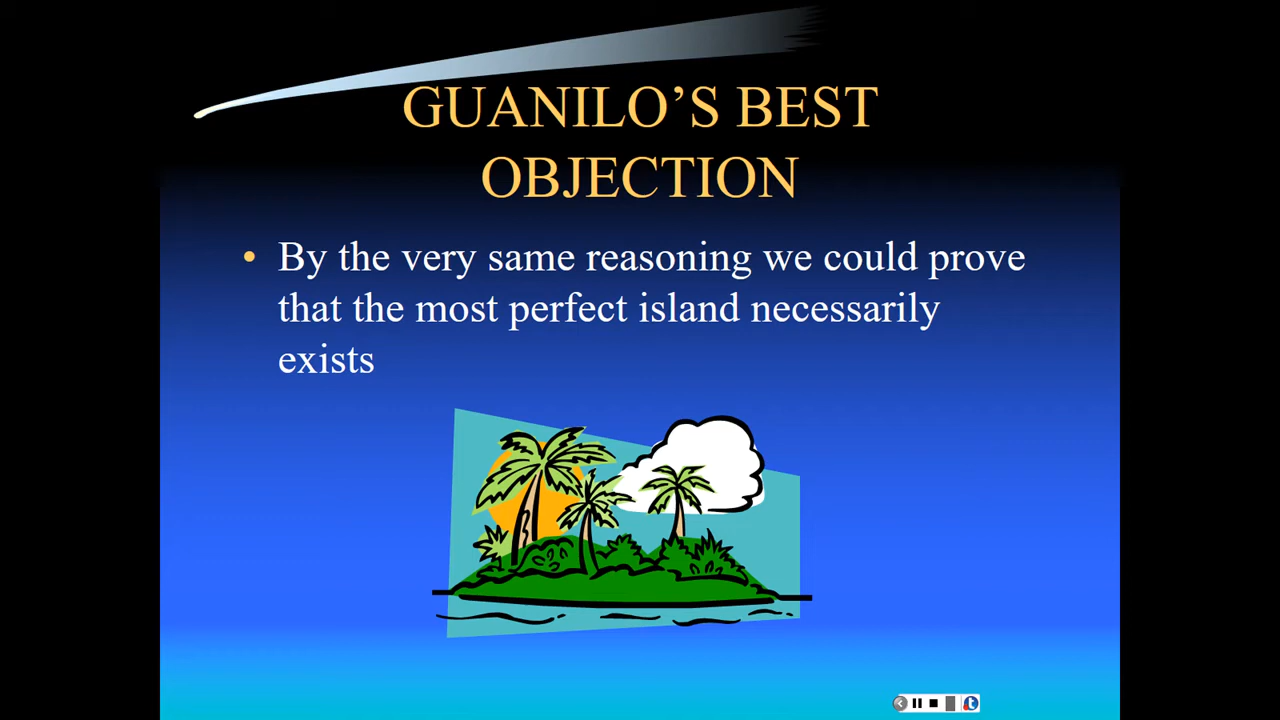 GUANILO’S BEST
OBJECTION
• By the very same reasoning we could prove
that the most perfect island necessarily
exists